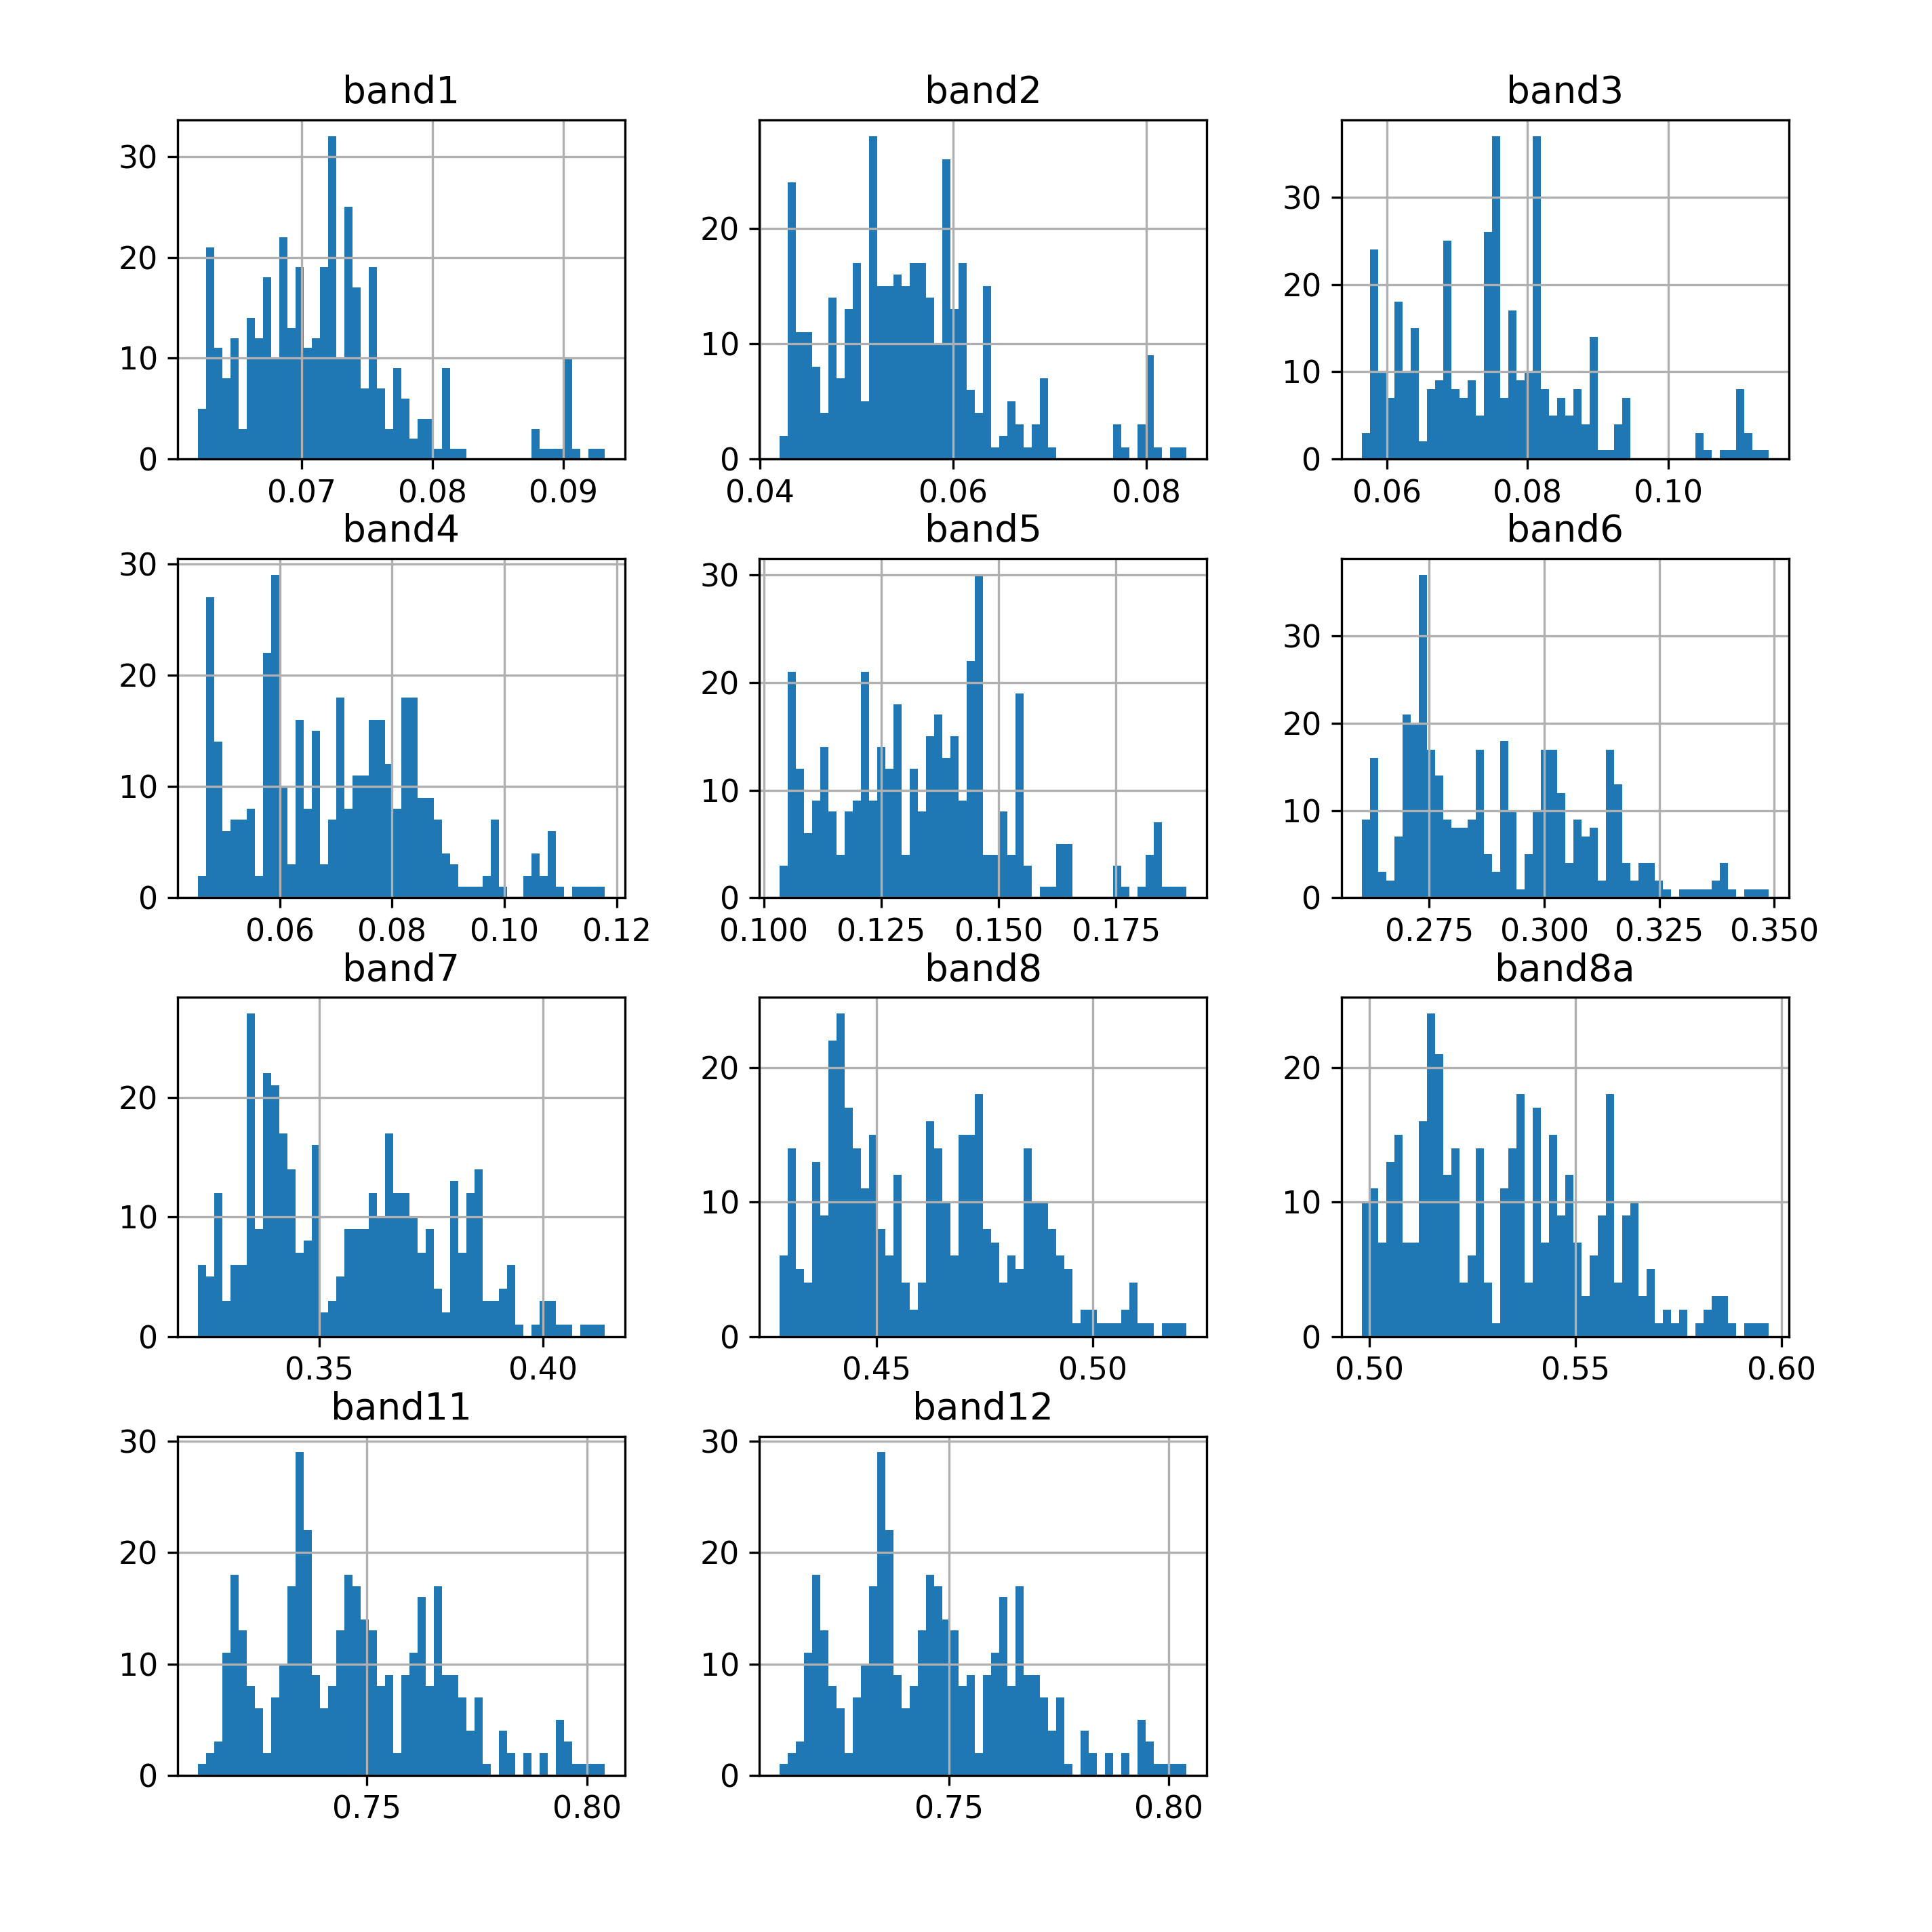 band1 band2 band3
30 20 10 0
0.07 0.08 0.09
20 10 0
0.04 0.06 0.08
30 20 10 0
0.06 0.08 0.10
band4 band5 band6
30 20 10 0
0.06 0.08 0.10 0.12
30 20 10 0
0.100 0.125 0.150 0.175
30 20 10 0
0.275 0.300 0.325 0.350
band7 band8 band8a
20 10 0
0.35 0.40
20 10 0
0.45 0.50
20 10 0
0.50 0.55 0.60
band11 band12
30 20 10 0
0.75 0.80
30 20 10 0
0.75 0.80